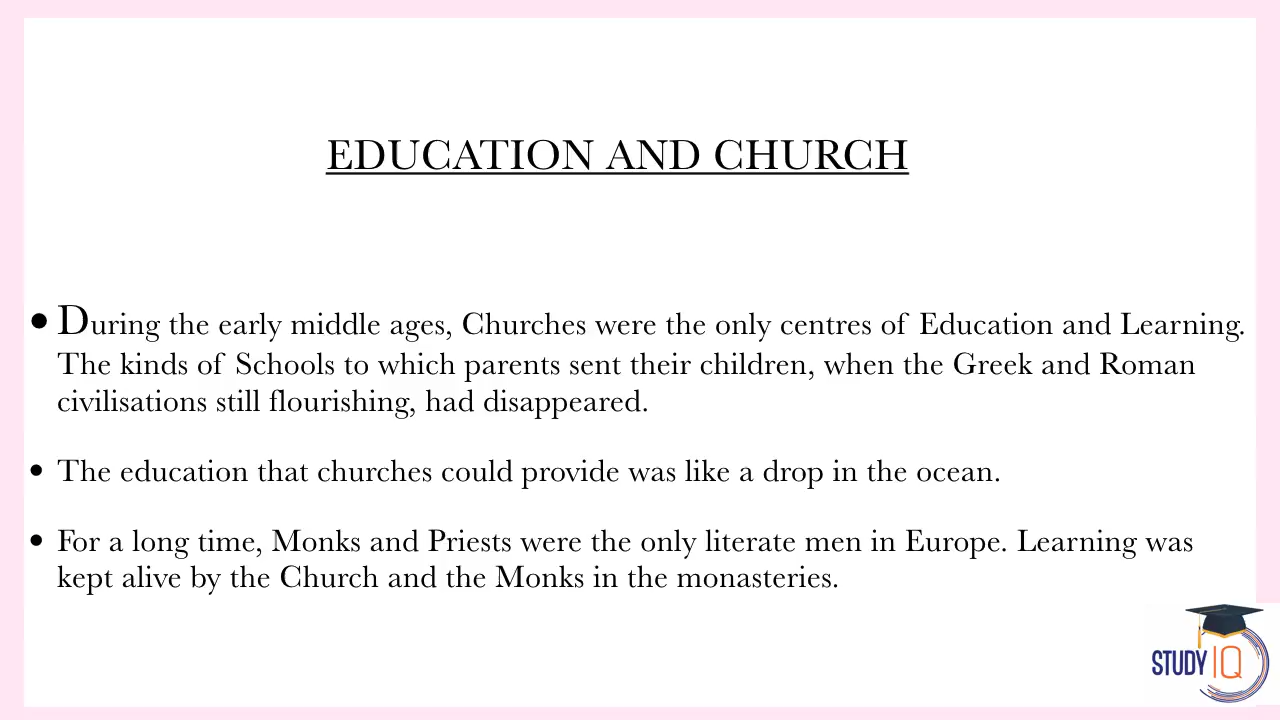 EDUCATION AND CHURCH
• During the early middle ages, Churches were the only centres of Education and Learning.
The kinds of Schools to which parents sent their children, when the Greek and Roman
civilisations still flourishing, had disappeared.
• The education that churches could provide was like a drop in the ocean.
• For a long time, Monks and Priests were the only literate men in Europe. Learning was
kept alive by the Church and the Monks in the monasteries.
STUDY IQ